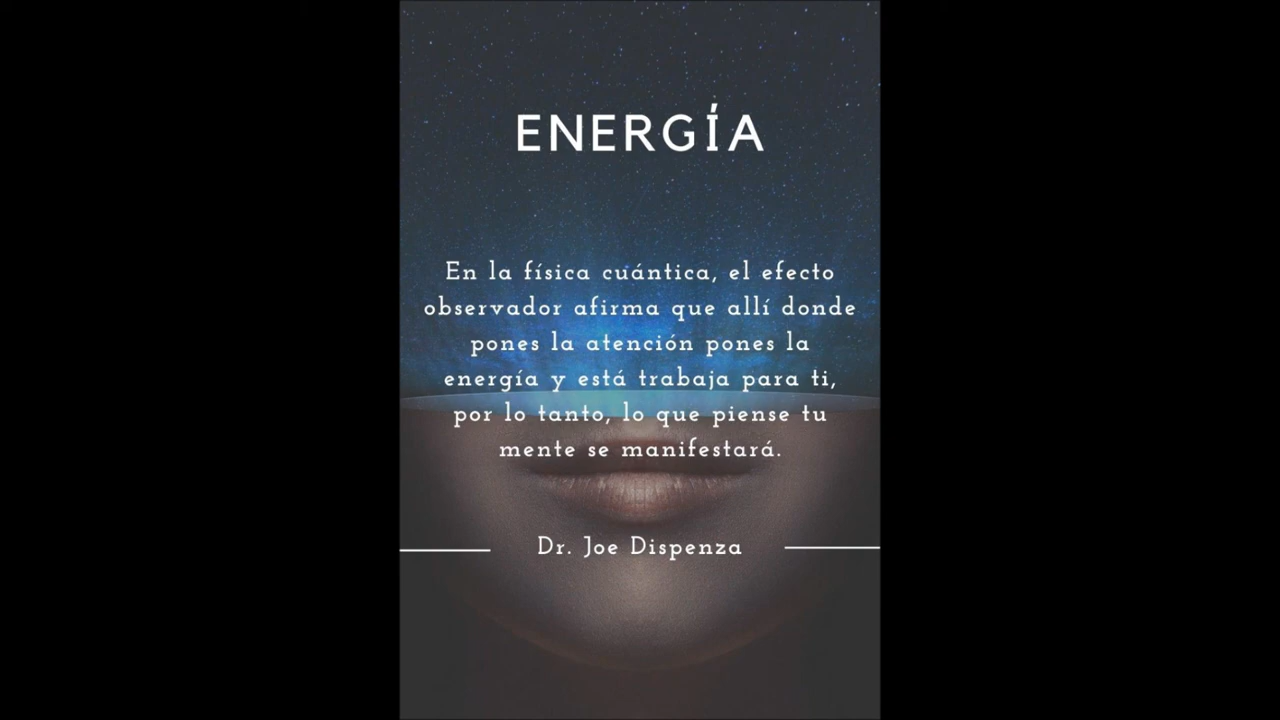 ENERGÍA
En la física cuántica, el efecto
observador afirma que allí donde
pones la atención pones la
energía y está trabaja para ti,
por lo tanto, lo que piense tu
mente se manifestará.
Dr. Joe Dispenza